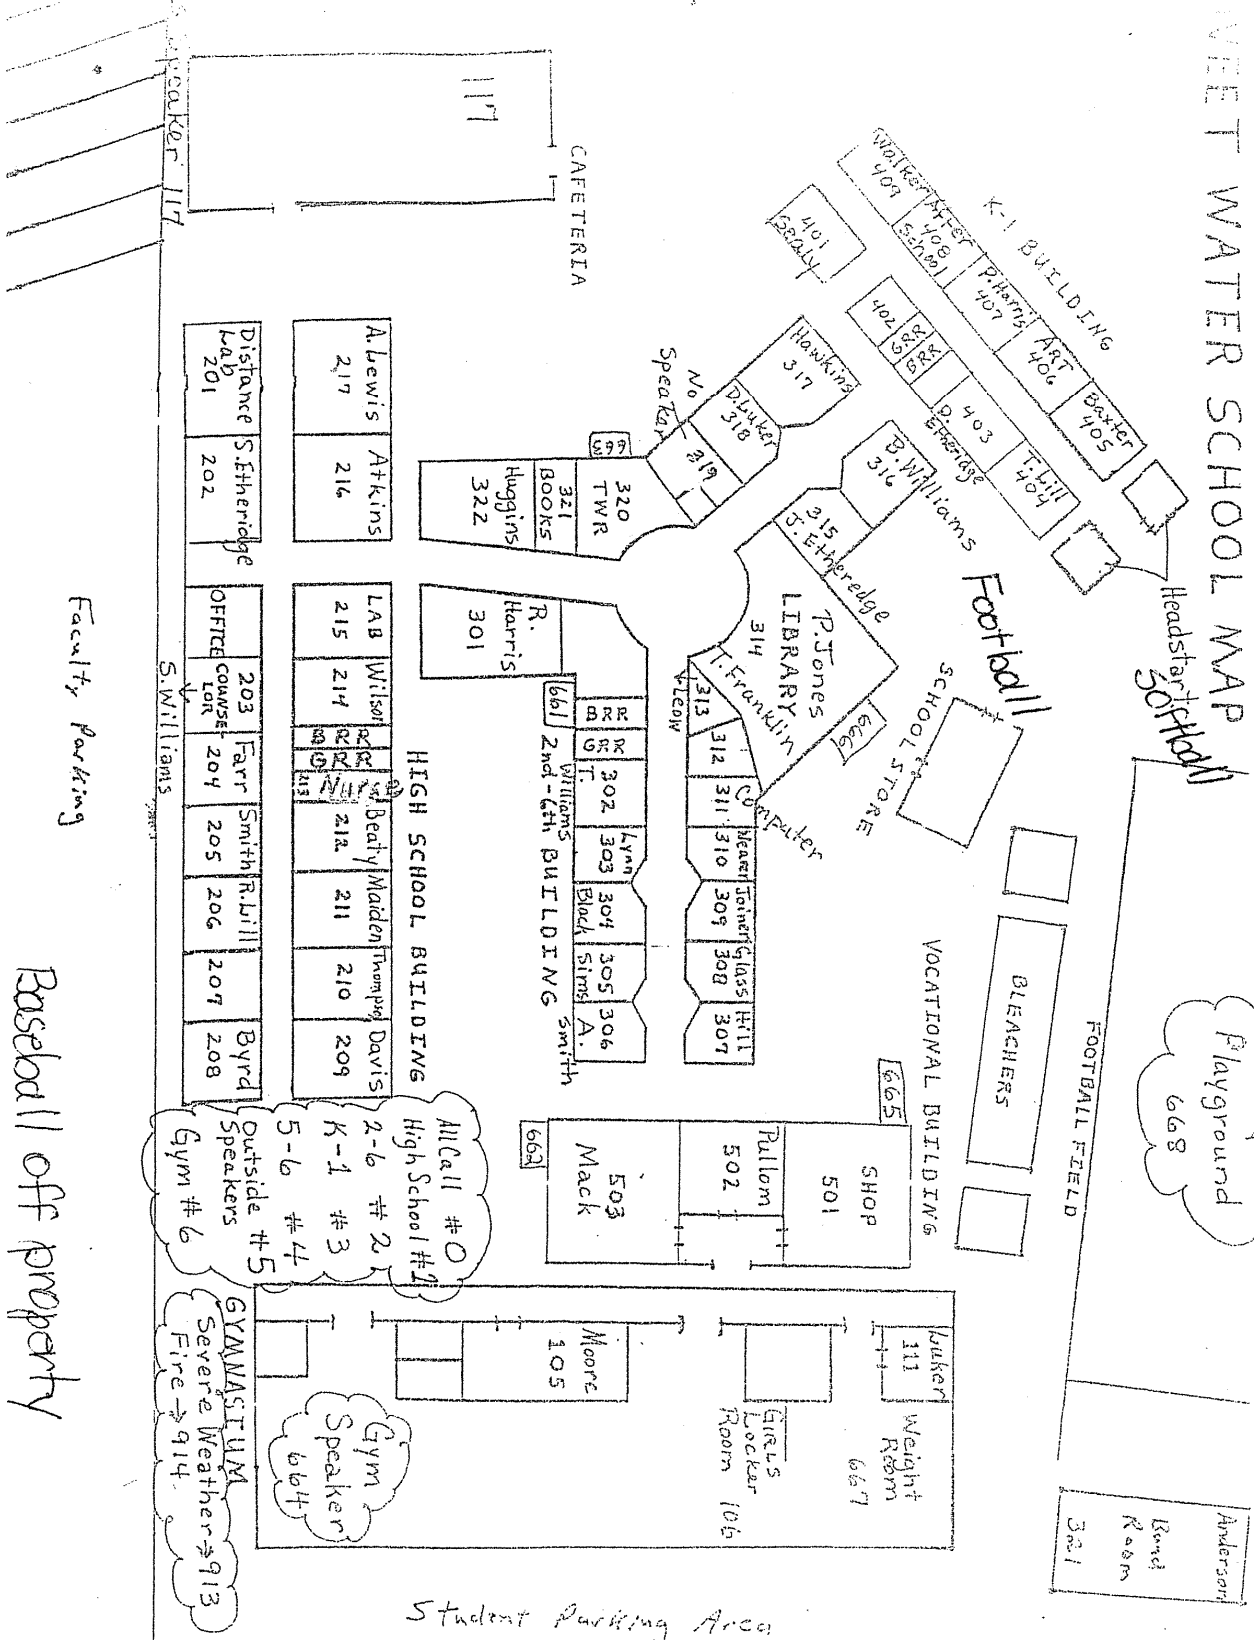 WEET WATER SCHOOL MAP
Headstart
Softball
Football
K-1 BUILDING
Walker
409
After
408
School
P. Harris
407
ART
406
Baxter
405
401
Sealy
402
GRR
BRR
403
D. Etheridge
T. Lill
404
Playground
668
FOOTBALL FIELD
BLEACHERS
SCHOOL STORE
VOCATIONAL BUILDING
665
SHOP
501
Pullom
502
503
Mack
662
CAFETERIA
117
Speaker 117
Hawkins
317
D. Luker
318
319
No
Speaker
B. Williams
316
315
J. Etheredge
P. Jones
LIBRARY
314
T. Franklin
666
663
320
TWR
321
BOOKS
Huggins
322
R.
Harris
301
661
BRR
GRR
302
T.
Williams
Lynn
303
304
Black
305
Sims
306
A.
Smith
2nd-6th BUILDING
313
312
Computer
311
310
Joiner
309
Glass
308
Hill
307
HIGH SCHOOL BUILDING
A. Lewis
217
Atkins
216
LAB
215
Wilson
214
BRR
GRR
Nurse
213
Beaty
212
Maiden
211
Thompson
210
Davis
209
Distance
Lab
201
S. Etheridge
202
OFFICE
203
COUNSE-
LOR
S. Williams
Farr
204
Smith
205
R. Lill
206
207
Byrd
208
All Call #0
High School #1
2-6 #2
K-1 #3
5-6 #4
Outside #5
Speakers
Gym #6
GYMNASIUM
Severe Weather → 913
Fire → 914
Moore
105
Gym
Speaker
664
GIRLS
Locker
Room 106
Luker
111
Weight
Room
667
Anderson
Band
Room
321
Student Parking Area
Faculty Parking
Baseball off property